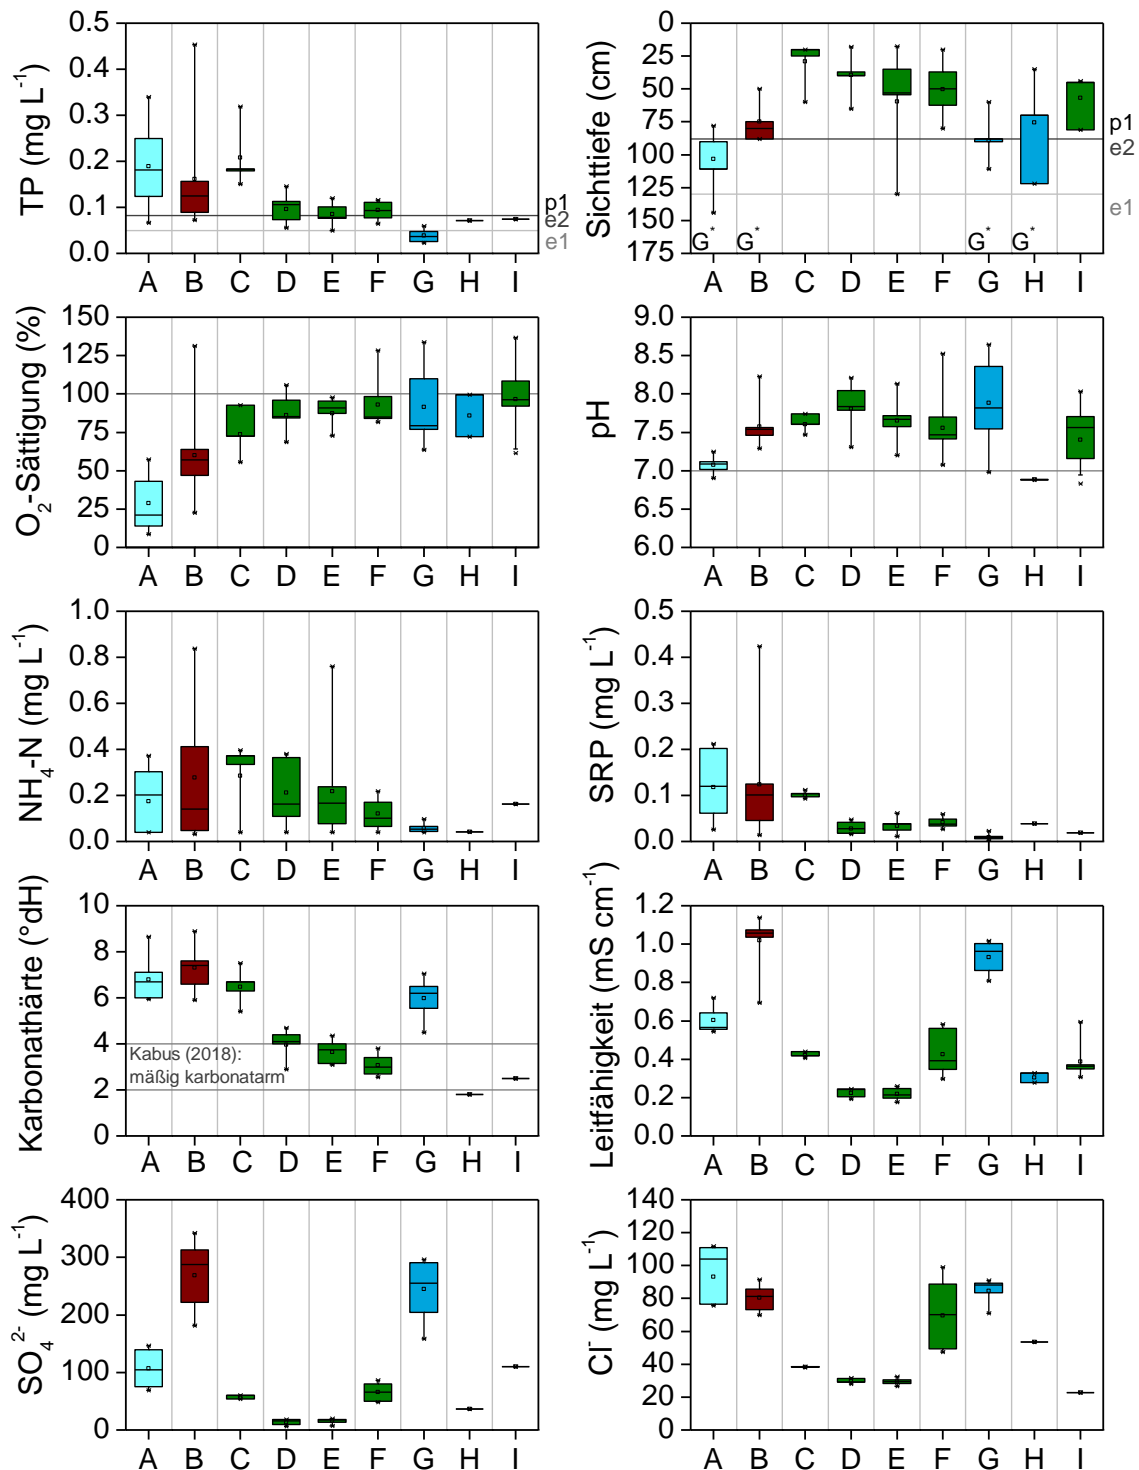 TP (mg L⁻¹)
0.5
0.4
0.3
0.2
0.1
0.0
p1
e2
e1
A B C D E F G H I
Sichttiefe (cm)
0
25
50
75
100
125
150
175
p1
e2
e1
G* G* G* G*
A B C D E F G H I
O₂-Sättigung (%)
150
125
100
75
50
25
0
A B C D E F G H I
pH
9.0
8.5
8.0
7.5
7.0
6.5
6.0
A B C D E F G H I
NH₄-N (mg L⁻¹)
1.0
0.8
0.6
0.4
0.2
0.0
A B C D E F G H I
SRP (mg L⁻¹)
0.5
0.4
0.3
0.2
0.1
0.0
A B C D E F G H I
Karbonathärte (°dH)
10
8
6
4
2
0
Kabus (2018):
mäßig karbonatarm
A B C D E F G H I
Leitfähigkeit (mS cm⁻¹)
1.2
1.0
0.8
0.6
0.4
0.2
0.0
A B C D E F G H I
SO₄²⁻ (mg L⁻¹)
400
300
200
100
0
A B C D E F G H I
Cl⁻ (mg L⁻¹)
140
120
100
80
60
40
20
0
A B C D E F G H I